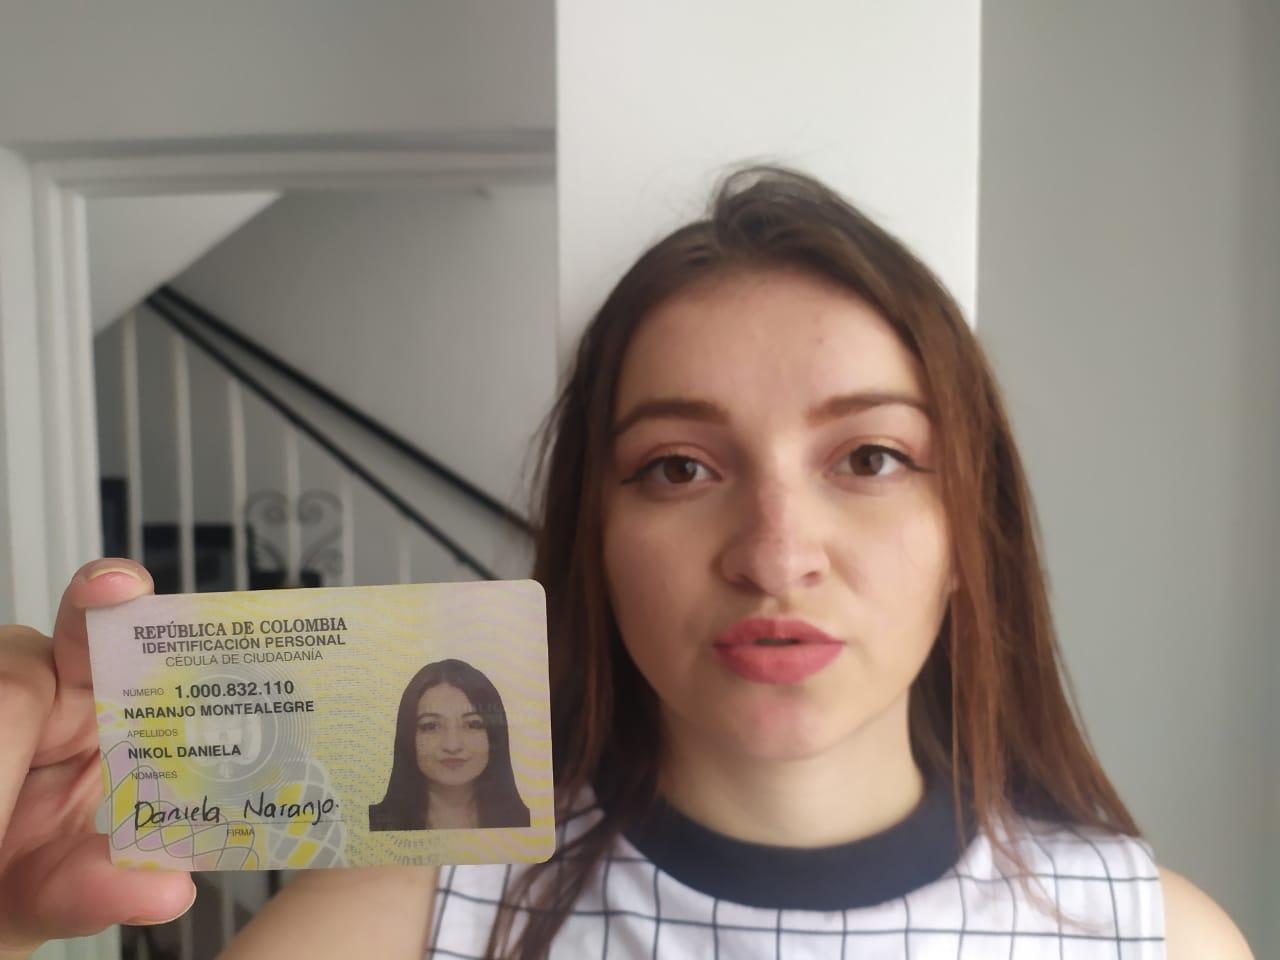 REPÚBLICA DE COLOMBIA
IDENTIFICACIÓN PERSONAL
CÉDULA DE CIUDADANÍA
NÚMERO 1.000.832.110
NARANJO MONTEALEGRE
APELLIDOS
NIKOL DANIELA
NOMBRES
Daniela Naranjo.
FIRMA